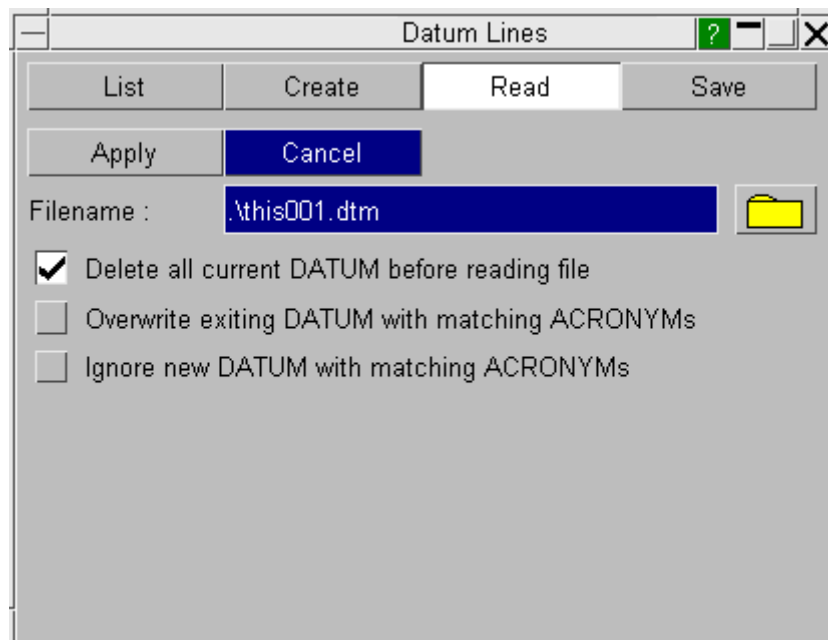 Datum Lines ?
List Create Read Save
Apply Cancel
Filename : .\this001.dtm
Delete all current DATUM before reading file
Overwrite exiting DATUM with matching ACRONYMs
Ignore new DATUM with matching ACRONYMs